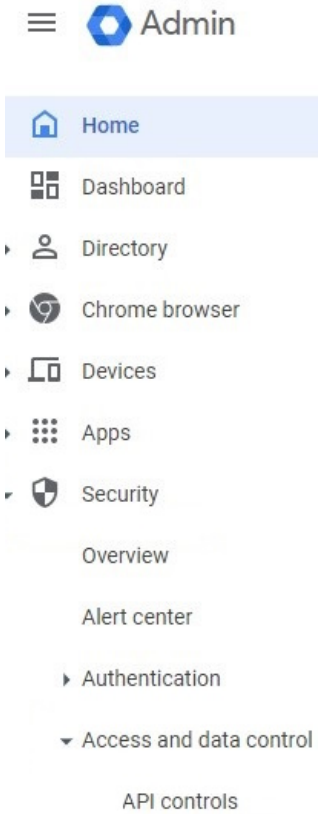 Admin
Home
Dashboard
Directory
Chrome browser
Devices
Apps
Security
Overview
Alert center
Authentication
Access and data control
API controls